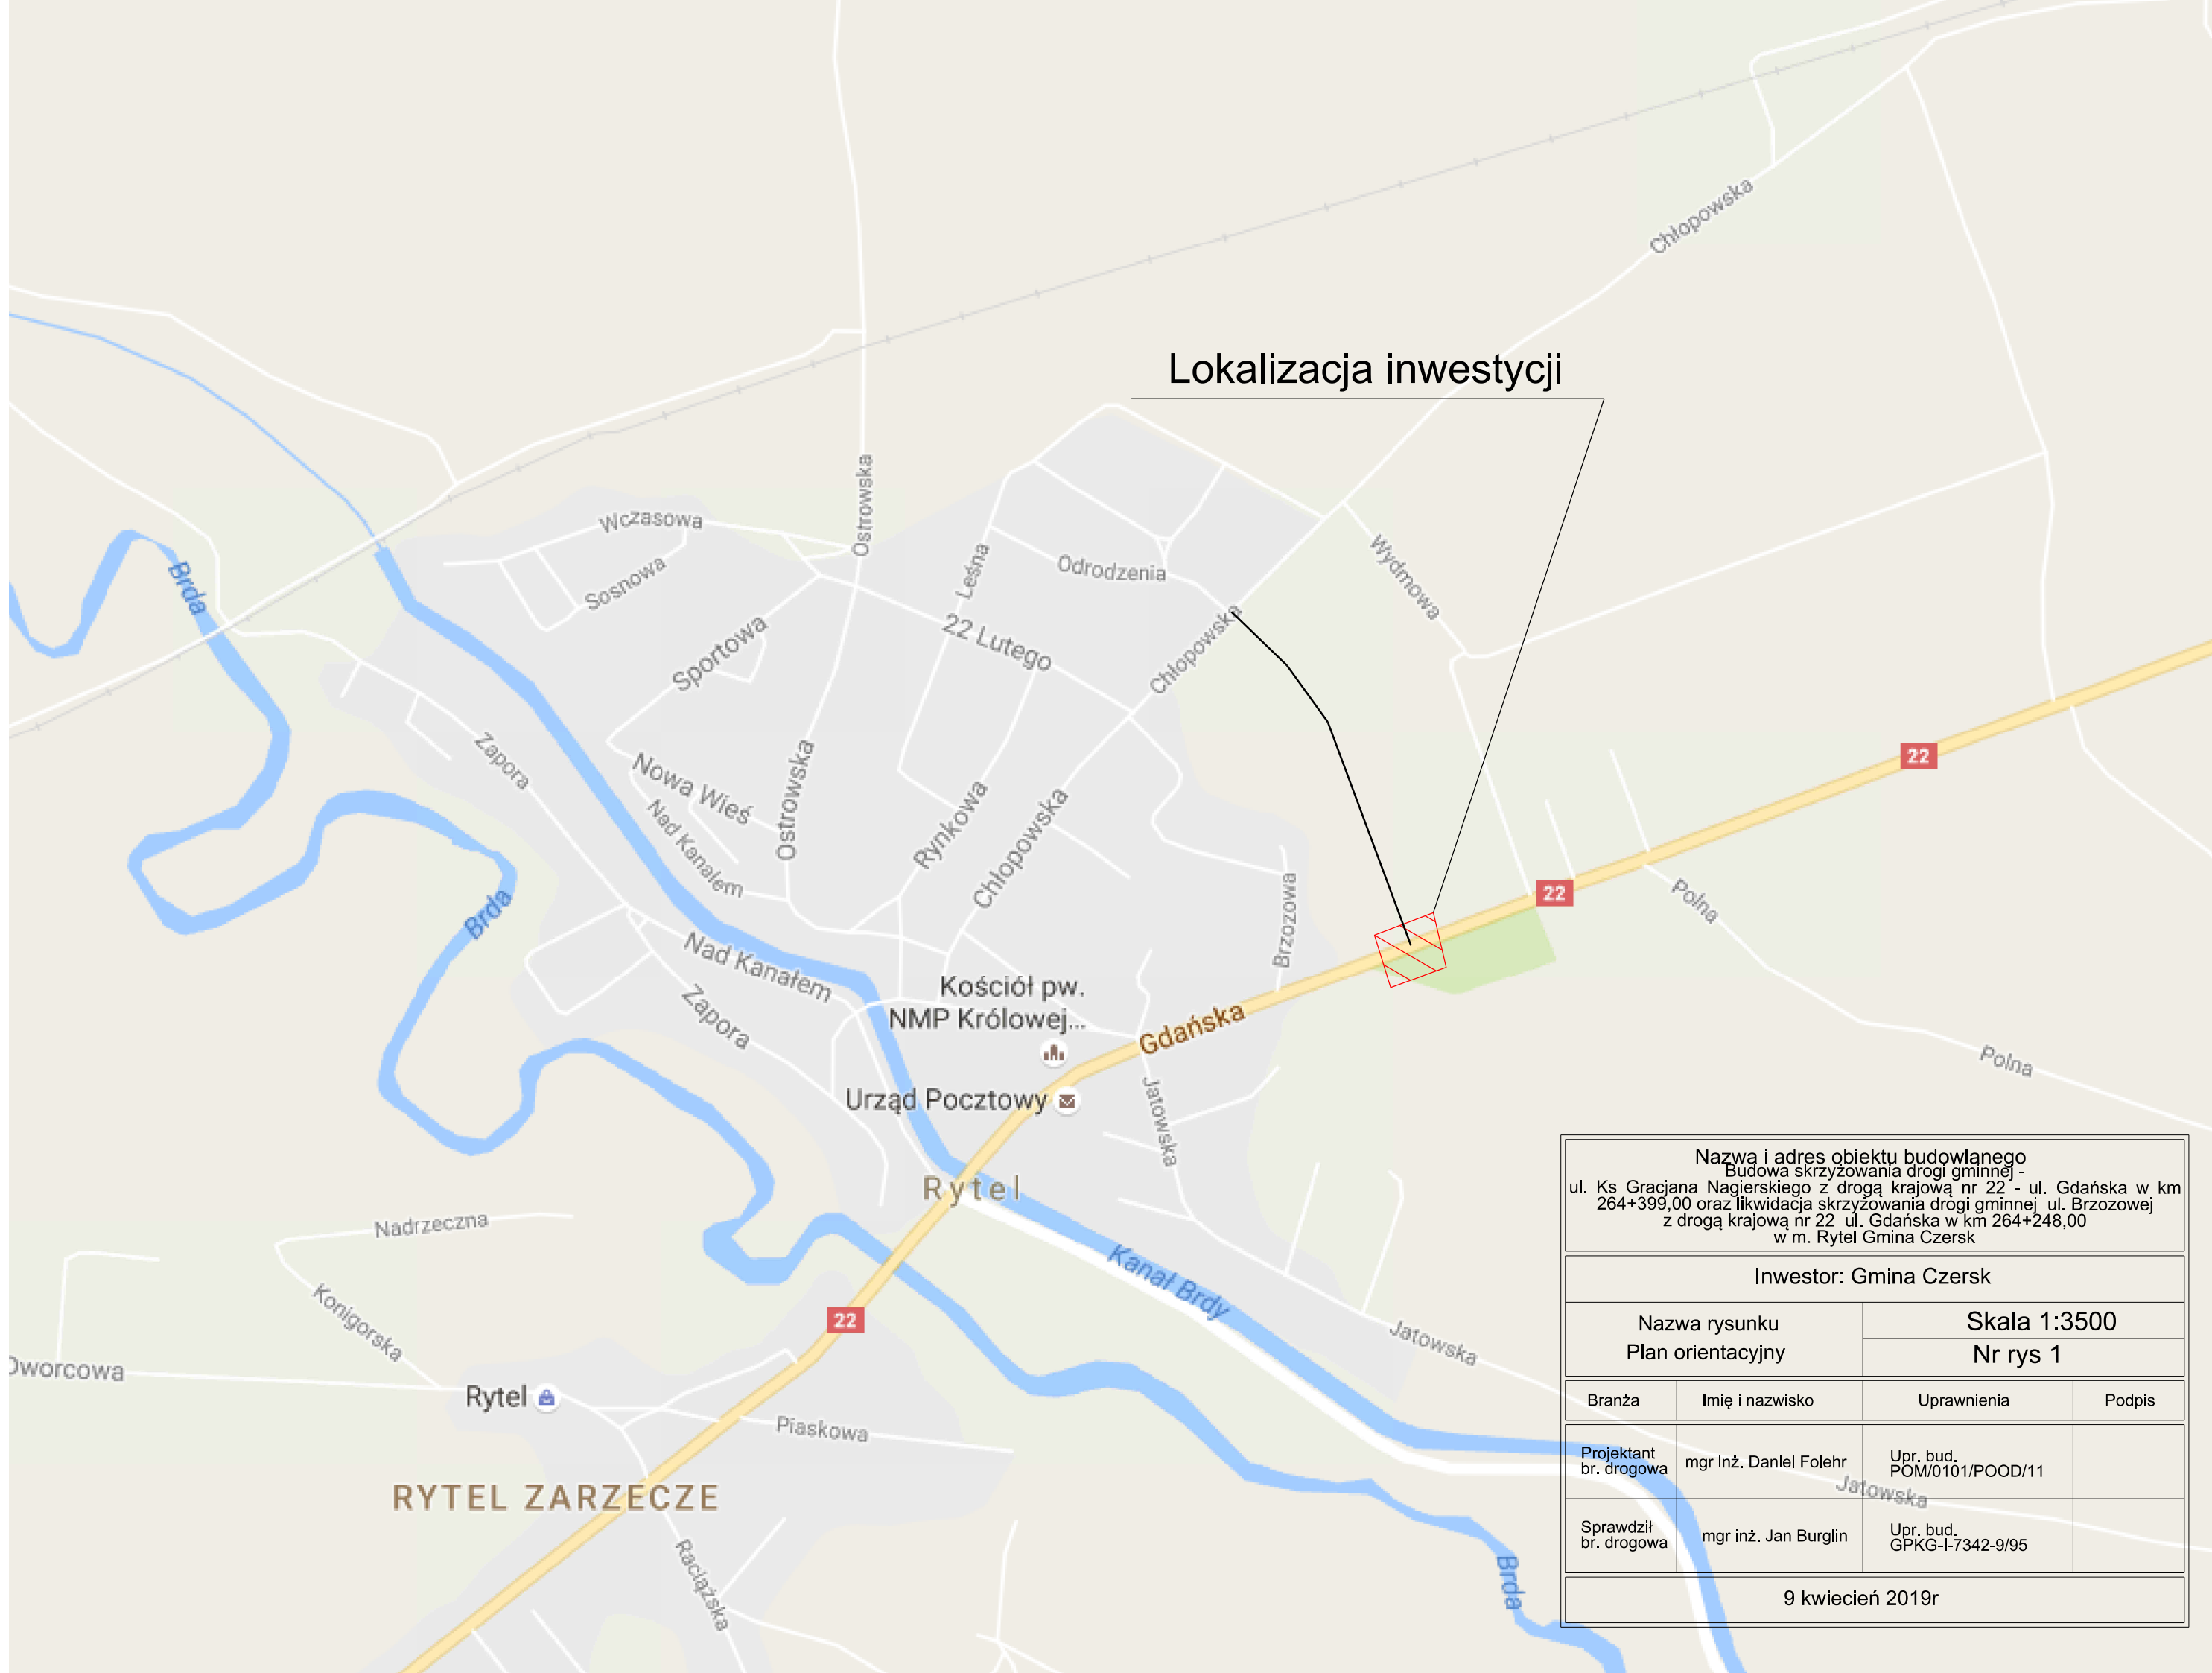 Chłopowska
Lokalizacja inwestycji
Ostrowska
Wczasowa
Sosnowa
Leśna
Odrodzenia
Wydmowa
Brda
Sportowa
22 Lutego
Chłopowska
Zapora
Nowa Wieś
Ostrowska
Nad Kanałem
Rynkowa
Chłopowska
22
22
Brda
Brzozowa
Polna
Nad Kanałem
Zapora
Kościół pw.
NMP Królowej...
Gdańska
Urząd Pocztowy
Jatowska
Polna
Rytel
Nadrzeczna
Kanał Brdy
Konigorska
22
Jatowska
Dworcowa
Rytel
Piaskowa
RYTEL ZARZECZE
Raciąska
Jatowska
Brda
Nazwa i adres obiektu budowlanego
Budowa skrzyżowania drogi gminnej -
ul. Ks Gracjana Nagierskiego z drogą krajową nr 22 - ul. Gdańska w km
264+399,00 oraz likwidacja skrzyżowania drogi gminnej ul. Brzozowej
z drogą krajową nr 22 ul. Gdańska w km 264+248,00
w m. Rytel Gmina Czersk
Inwestor: Gmina Czersk
Nazwa rysunku
Plan orientacyjny
Skala 1:3500
Nr rys 1
Branża Imię i nazwisko Uprawnienia Podpis
Projektant
br. drogowa
mgr inż. Daniel Folehr
Upr. bud.
POM/0101/POOD/11
Sprawdził
br. drogowa
mgr inż. Jan Burglin
Upr. bud.
GPKG-I-7342-9/95
9 kwiecień 2019r